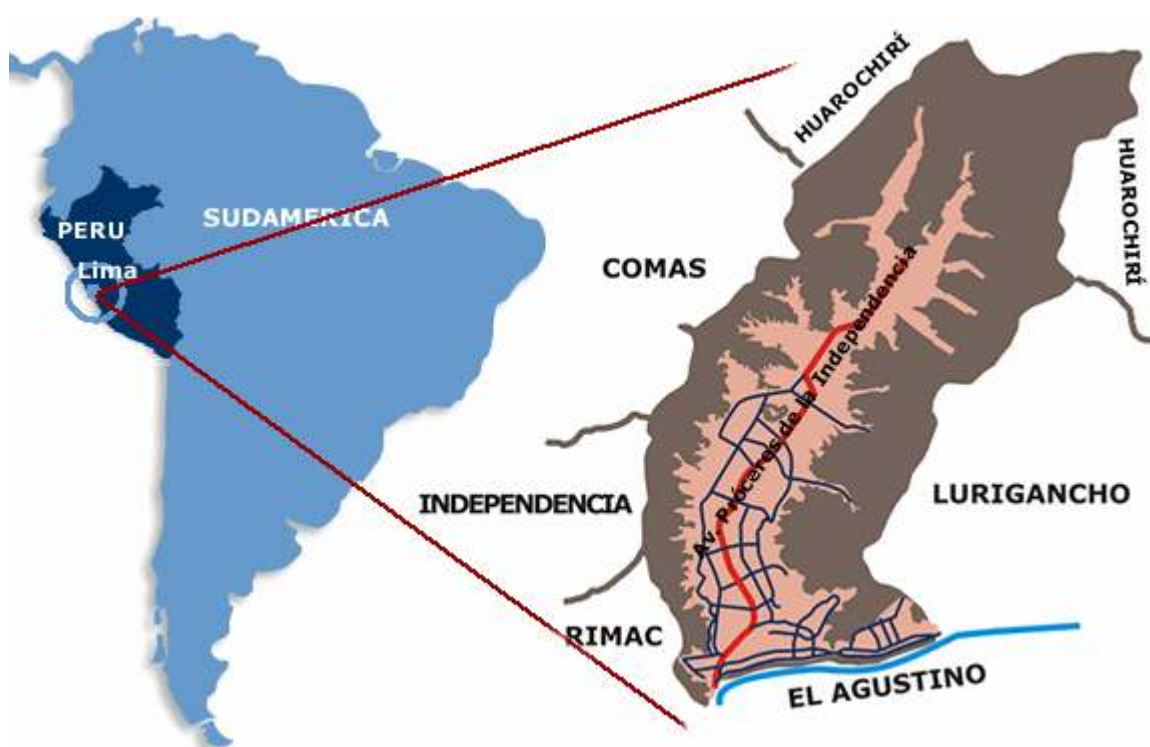 SUDAMERICA
PERU
Lima
HUAROCHIRÍ
HUAROCHIRÍ
COMAS
Av. Próceres de la Independencia
INDEPENDENCIA
LURIGANCHO
RIMAC
EL AGUSTINO